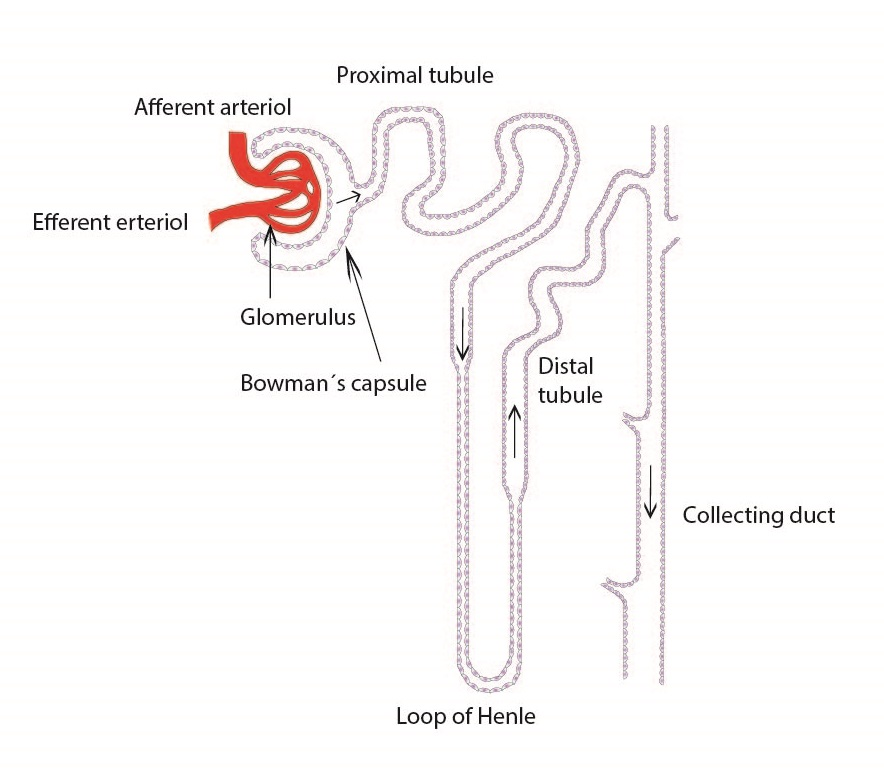 Proximal tubule
Afferent arteriol
Efferent erteriol
Glomerulus
Bowman´s capsule
Distal
tubule
Collecting duct
Loop of Henle